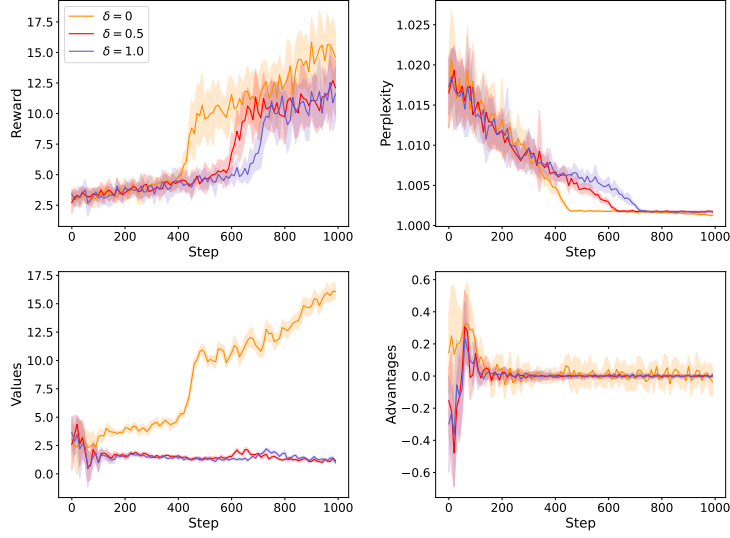 17.5
15.0
12.5
10.0
7.5
5.0
2.5
Reward
δ = 0
δ = 0.5
δ = 1.0
0 200 400 600 800 1000
Step
1.025
1.020
1.015
1.010
1.005
1.000
Perplexity
0 200 400 600 800 1000
Step
17.5
15.0
12.5
10.0
7.5
5.0
2.5
0.0
Values
0 200 400 600 800 1000
Step
0.6
0.4
0.2
0.0
−0.2
−0.4
−0.6
Advantages
0 200 400 600 800 1000
Step